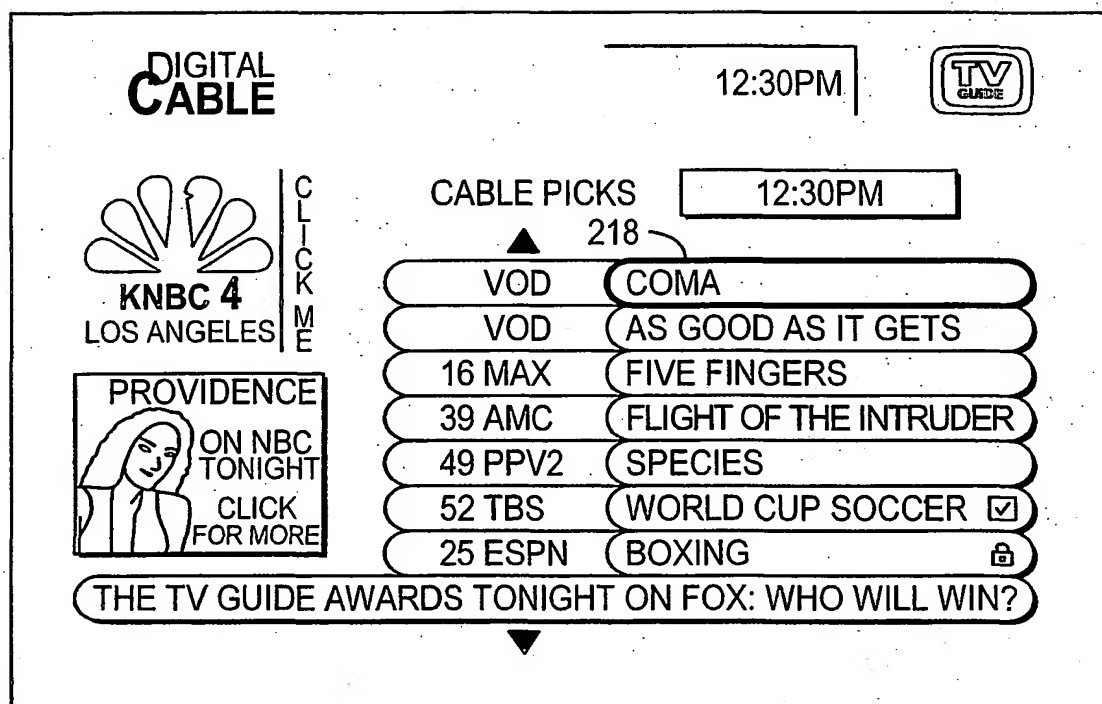 DIGITAL
CABLE
12:30PM
TV
GUIDE
KNBC 4
LOS ANGELES
CLICK ME
PROVIDENCE
ON NBC
TONIGHT
CLICK
FOR MORE
CABLE PICKS 12:30PM
218
VOD COMA
VOD AS GOOD AS IT GETS
16 MAX FIVE FINGERS
39 AMC FLIGHT OF THE INTRUDER
49 PPV2 SPECIES
52 TBS WORLD CUP SOCCER
25 ESPN BOXING
THE TV GUIDE AWARDS TONIGHT ON FOX: WHO WILL WIN?